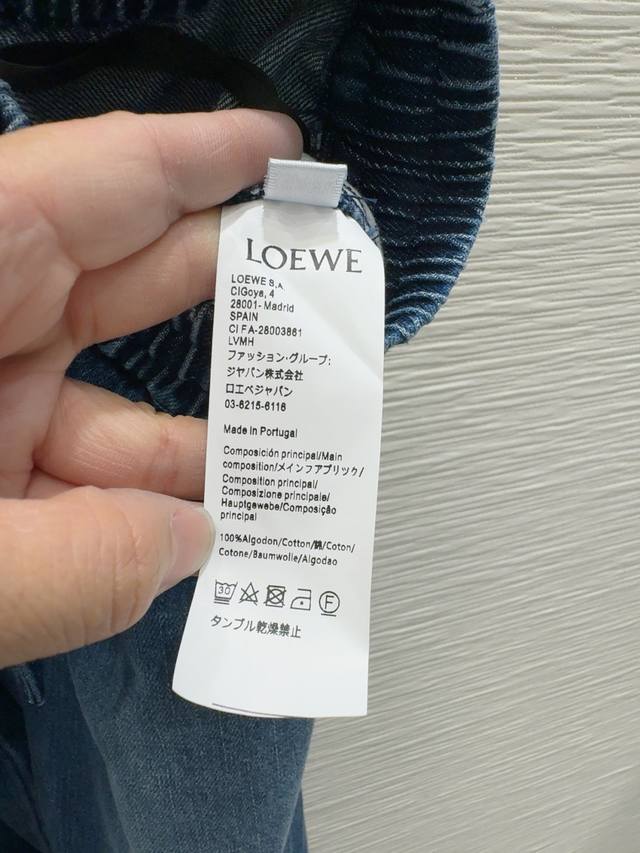 LOEWE
LOEWE S.A
CIGoya, 4
28001- Madrid
SPAIN
CI FA-28003861
LVMH
ファッション·グループ:
ジヤパン株式会社
ロエベジャパン
03-6215-6116
Made in Portugal
Composición principal/Main
composition/メインフアブリック/
Composition principal/
Composizione principale/
Hauptgewebe/Composição
principal
100%Algodon/Cotton/綿/Coton/
Cotone/Baumwolle/Algodao
30 F
タンブル乾燥禁止